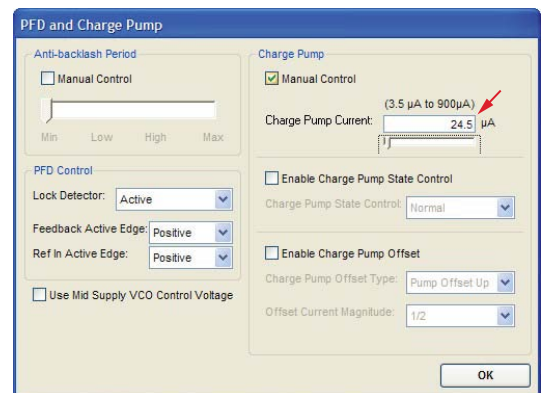 PFD and Charge Pump
Anti-backlash Period
Manual Control
Min Low High Max
PFD Control
Lock Detector: Active
Feedback Active Edge: Positive
Ref In Active Edge: Positive
Use Mid Supply VCO Control Voltage
Charge Pump
Manual Control
(3.5 µA to 900µA)
Charge Pump Current: 24.5 µA
Enable Charge Pump State Control
Charge Pump State Control: Normal
Enable Charge Pump Offset
Charge Pump Offset Type: Pump Offset Up
Offset Current Magnitude: 1/2
OK